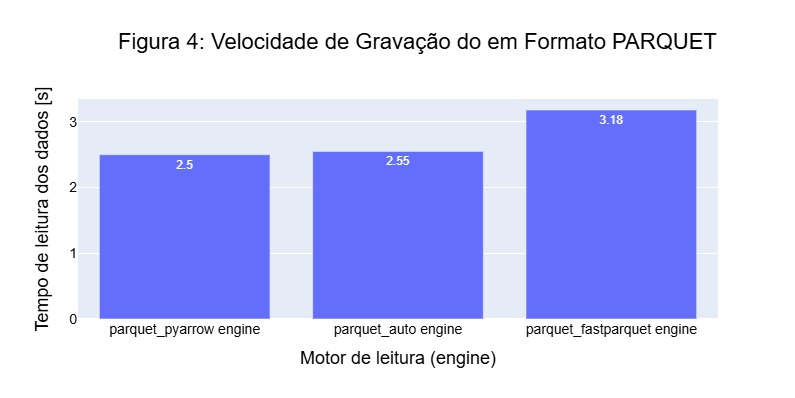 Figura 4: Velocidade de Gravação do em Formato PARQUET
Tempo de leitura dos dados [s]
3
2
1
0
2.5
2.55
3.18
parquet_pyarrow engine
parquet_auto engine
parquet_fastparquet engine
Motor de leitura (engine)